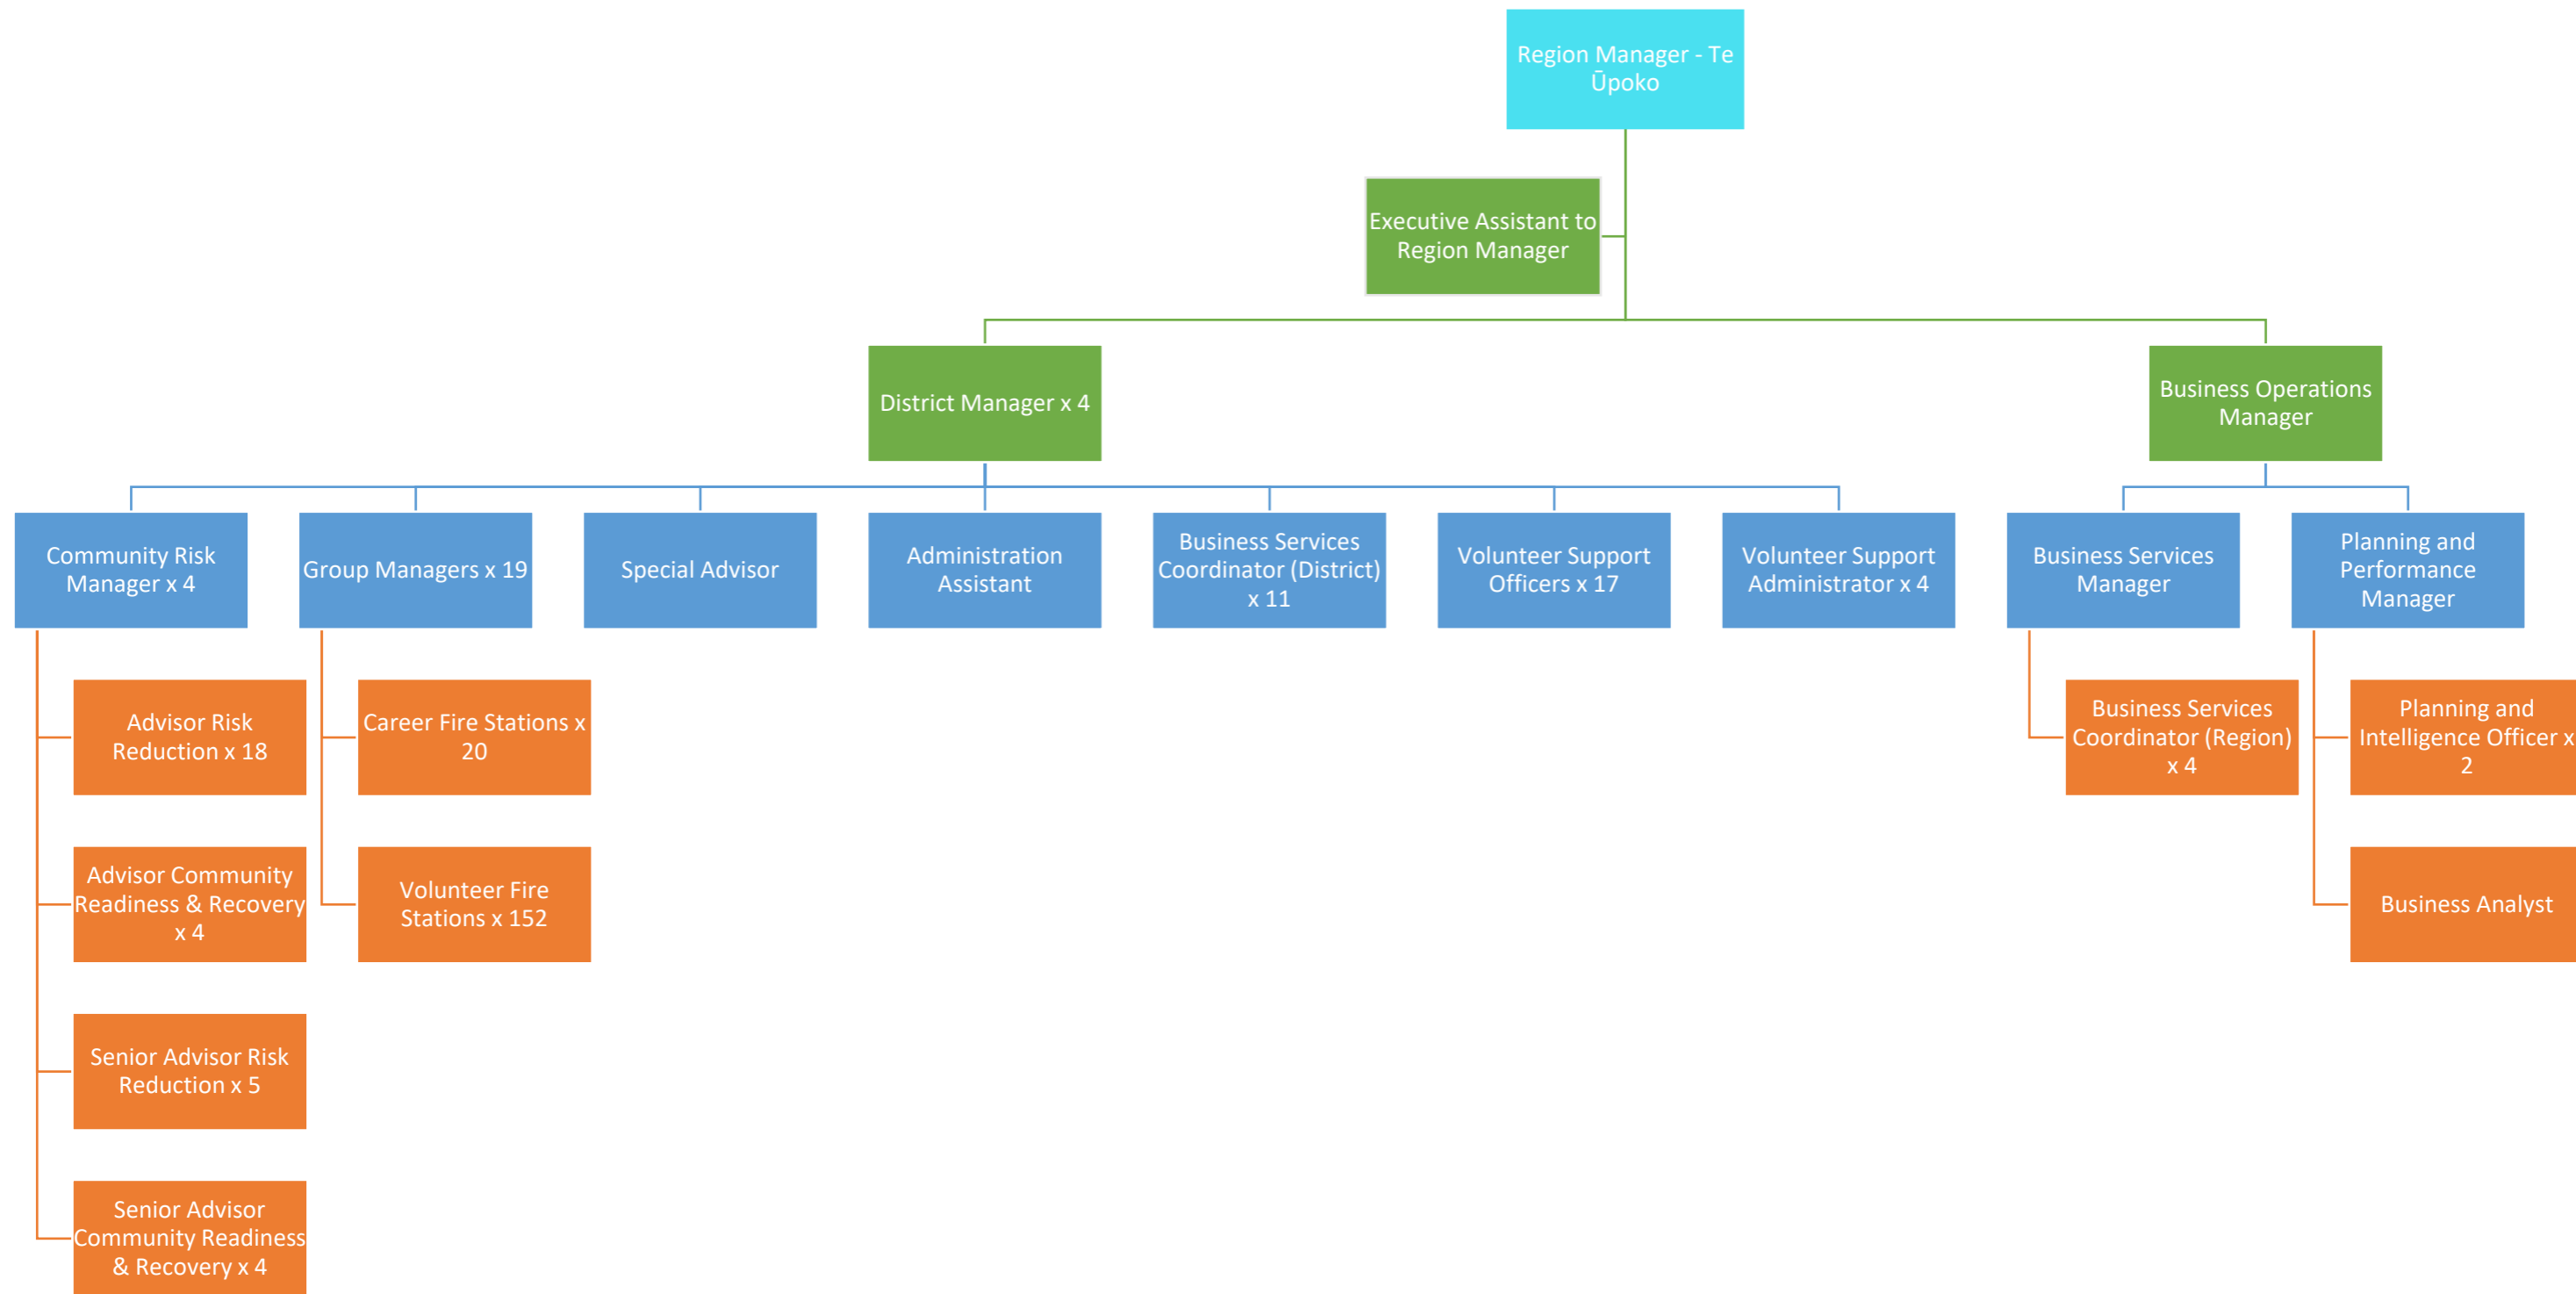 Region Manager - Te
Ūpoko
Executive Assistant to
Region Manager
District Manager x 4
Business Operations
Manager
Community Risk
Manager x 4
Group Managers x 19
Special Advisor
Administration
Assistant
Business Services
Coordinator (District)
x 11
Volunteer Support
Officers x 17
Volunteer Support
Administrator x 4
Business Services
Manager
Planning and
Performance
Manager
Advisor Risk
Reduction x 18
Career Fire Stations x
20
Business Services
Coordinator (Region)
x 4
Planning and
Intelligence Officer x
2
Advisor Community
Readiness & Recovery
x 4
Volunteer Fire
Stations x 152
Business Analyst
Senior Advisor Risk
Reduction x 5
Senior Advisor
Community Readiness
& Recovery x 4